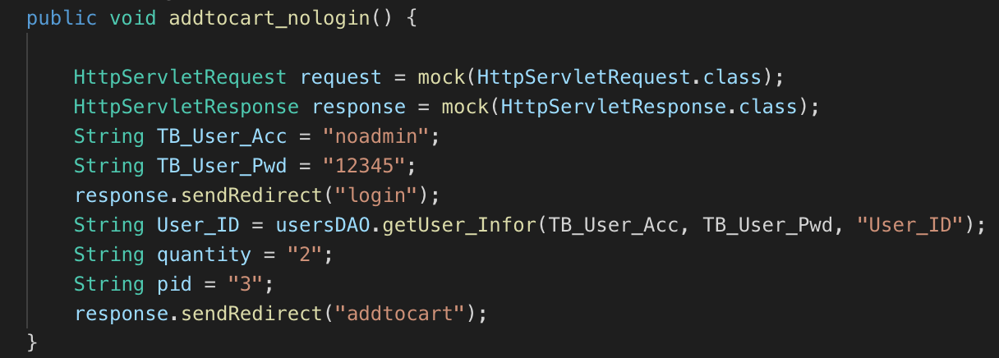 public void addtocart_nologin() {
HttpServletRequest request = mock(HttpServletRequest.class);
HttpServletResponse response = mock(HttpServletResponse.class);
String TB_User_Acc = "noadmin";
String TB_User_Pwd = "12345";
response.sendRedirect("login");
String User_ID = usersDAO.getUser_Infor(TB_User_Acc, TB_User_Pwd, "User_ID");
String quantity = "2";
String pid = "3";
response.sendRedirect("addtocart");
}